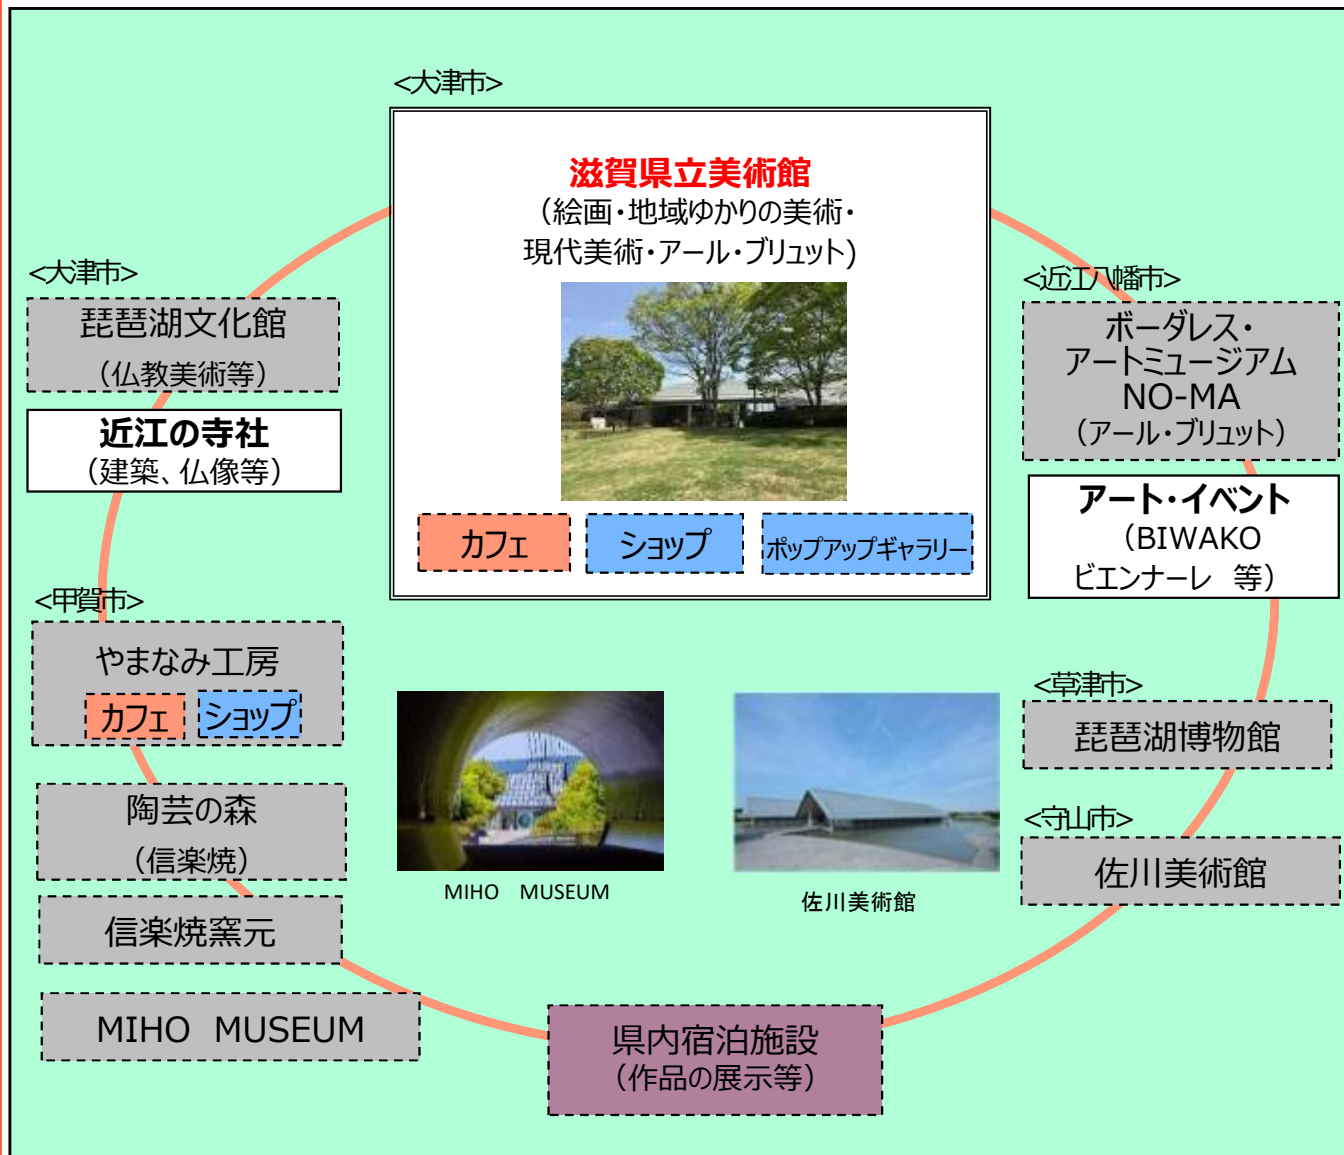 <大津市>
滋賀県立美術館
（絵画・地域ゆかりの美術・
現代美術・アール・ブリュット)
カフェ
ショップ
ポップアップギャラリー
<大津市>
琵琶湖文化館
（仏教美術等）
近江の寺社
（建築、仏像等）
<甲賀市>
やまなみ工房
カフェ
ショップ
陶芸の森
（信楽焼）
信楽焼窯元
MIHO　MUSEUM
<近江八幡市>
ボーダレス・
アートミュージアム
NO-MA
（アール・ブリュット）
アート・イベント
（BIWAKO
ビエンナーレ　等）
<草津市>
琵琶湖博物館
<守山市>
佐川美術館
MIHO　MUSEUM
佐川美術館
県内宿泊施設
（作品の展示等）